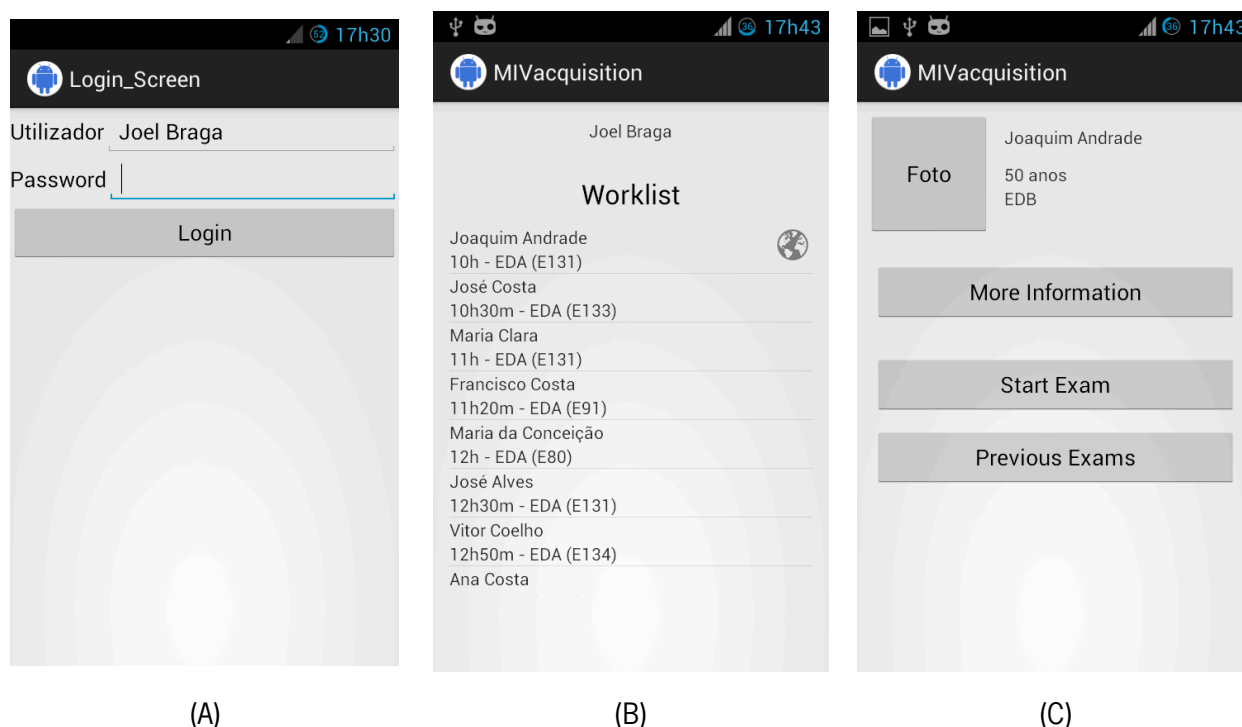 52 17h30
Login_Screen
Utilizador Joel Braga
Password
Login
(A)
36 17h43
MIVacquisition
Joel Braga
Worklist
Joaquim Andrade
10h - EDA (E131)
José Costa
10h30m - EDA (E133)
Maria Clara
11h - EDA (E131)
Francisco Costa
11h20m - EDA (E91)
Maria da Conceição
12h - EDA (E80)
José Alves
12h30m - EDA (E131)
Vitor Coelho
12h50m - EDA (E134)
Ana Costa
(B)
36 17h43
MIVacquisition
Foto
Joaquim Andrade
50 anos
EDB
More Information
Start Exam
Previous Exams
(C)